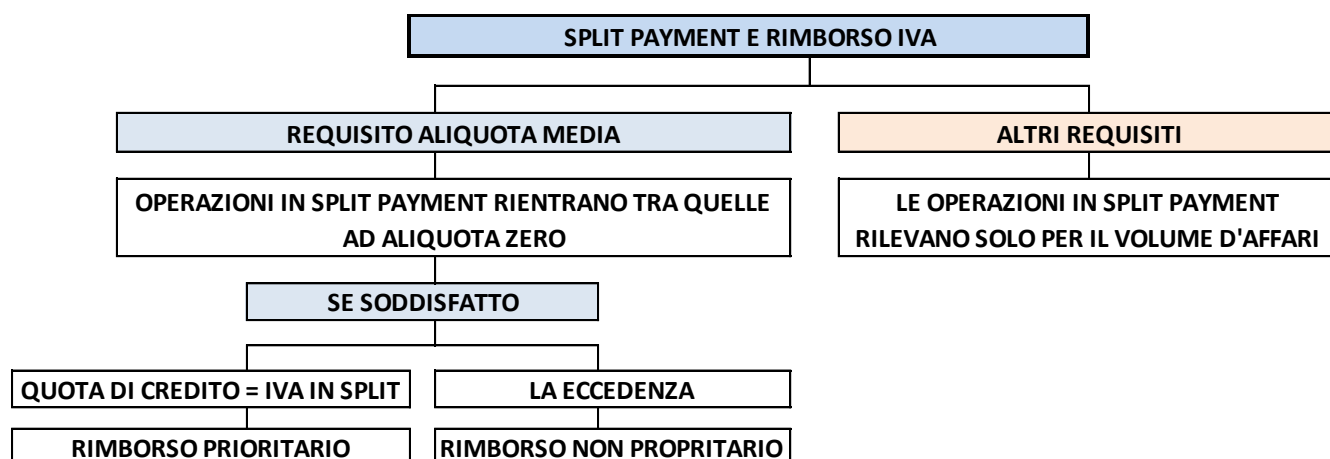 SPLIT PAYMENT E RIMBORSO IVA
REQUISITO ALIQUOTA MEDIA
ALTRI REQUISITI
OPERAZIONI IN SPLIT PAYMENT RIENTRANO TRA QUELLE
AD ALIQUOTA ZERO
LE OPERAZIONI IN SPLIT PAYMENT
RILEVANO SOLO PER IL VOLUME D'AFFARI
SE SODDISFATTO
QUOTA DI CREDITO = IVA IN SPLIT
LA ECCEDENZA
RIMBORSO PRIORITARIO
RIMBORSO NON PROPRITARIO